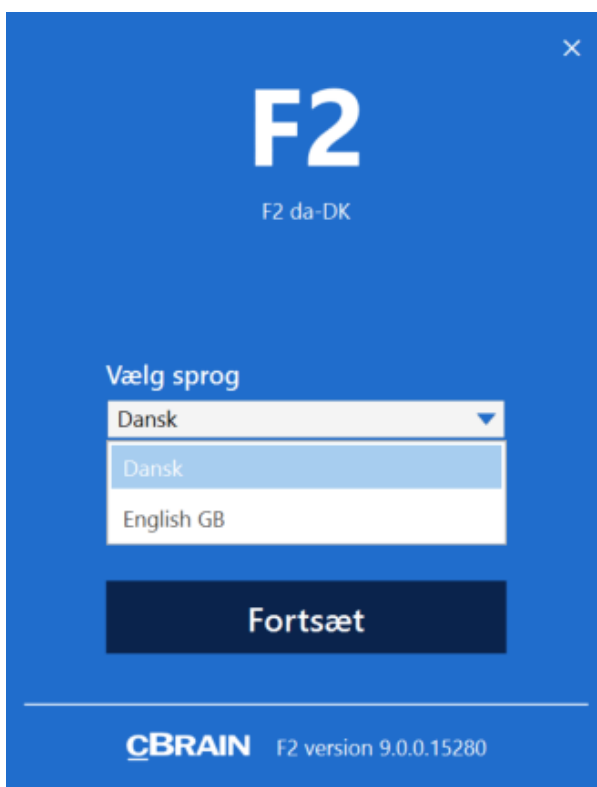 F2
F2 da-DK
Vælg sprog
Dansk
Dansk
English GB
Fortsæt
cBRAIN F2 version 9.0.0.15280